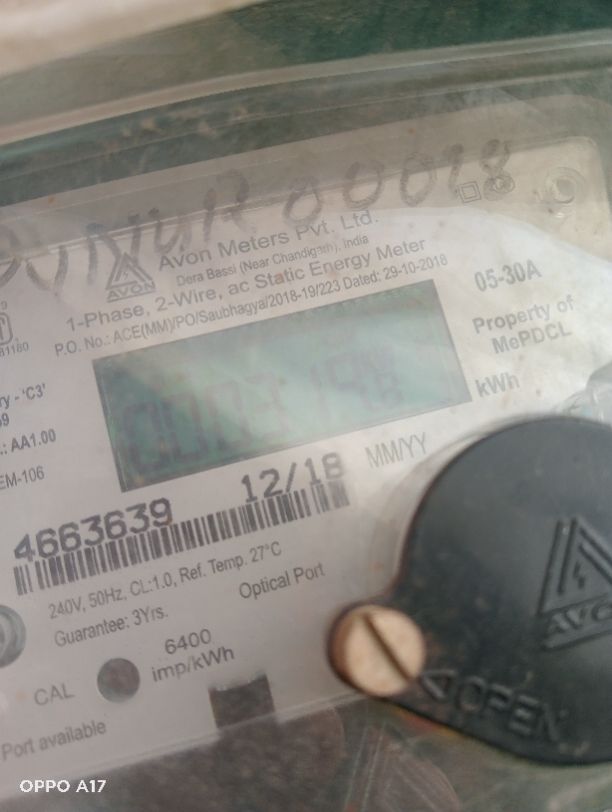 00018
Avon Meters Pvt. Ltd.
Dera Bassi (Near Chandigarh), India
AVON
1-Phase, 2-Wire, ac Static Energy Meter
P.O. No.: ACE(MM)/PO/Saubhagya/2018-19/223 Dated: 29-10-2018
05-30A
Property of
MePDCL
kWh
ry - 'C3'
.: AA1.00
EM-106
MM/YY
4663639 12/18
240V, 50Hz, CL:1.0, Ref. Temp. 27°C
Guarantee: 3Yrs.
Optical Port
6400
imp/kWh
CAL
Port available
AVON
OPEN
OPPO A17